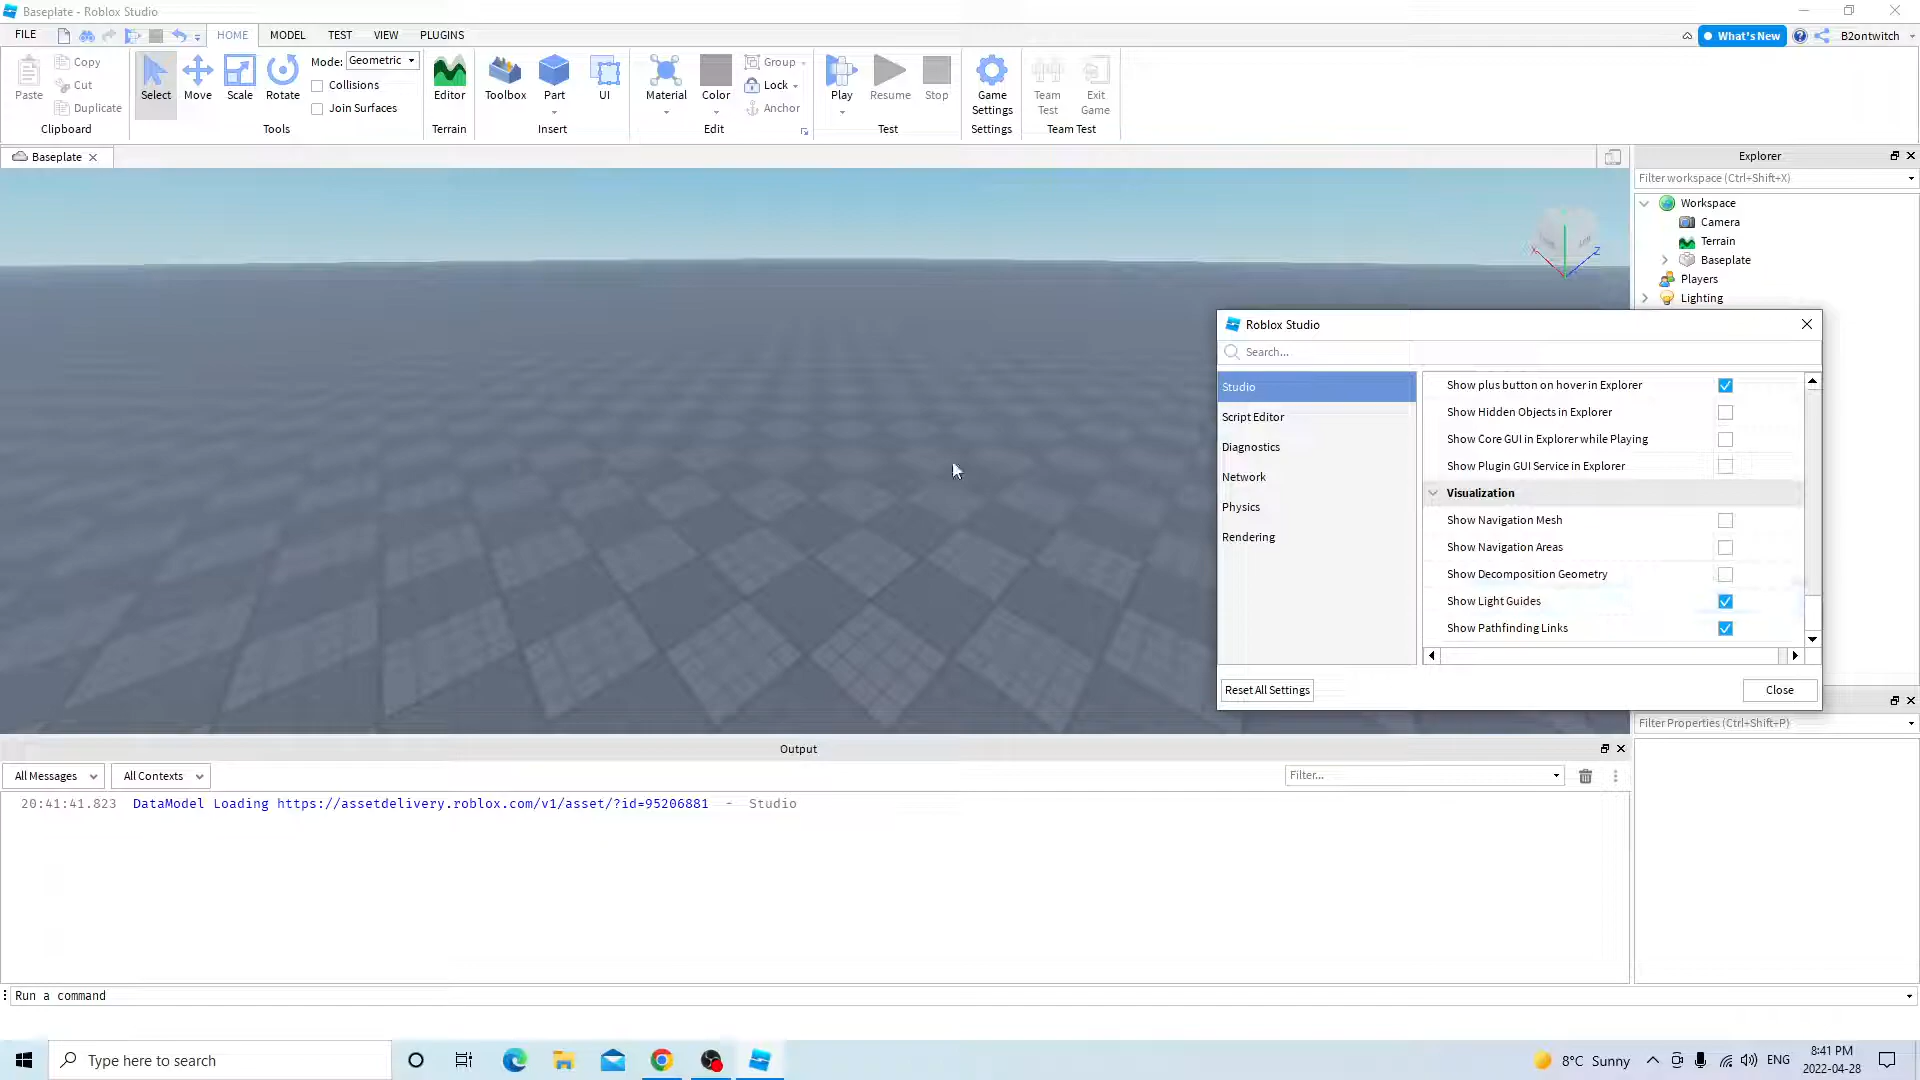 Baseplate - Roblox Studio
FILE HOME MODEL TEST VIEW PLUGINS What's New B2ontwitch
Paste Copy Cut Duplicate
Clipboard
Select Move Scale Rotate
Mode: Geometric
Collisions
Join Surfaces
Tools
Editor
Terrain
Toolbox Part UI
Insert
Material Color
Group
Lock
Anchor
Edit
Play Resume Stop
Test
Game Settings
Settings
Team Test
Exit Game
Team Test
Baseplate
Explorer
Filter workspace (Ctrl+Shift+X)
Workspace
Camera
Terrain
Baseplate
Players
Lighting
Roblox Studio
Search...
Studio
Script Editor
Diagnostics
Network
Physics
Rendering
Show plus button on hover in Explorer
Show Hidden Objects in Explorer
Show Core GUI in Explorer while Playing
Show Plugin GUI Service in Explorer
Visualization
Show Navigation Mesh
Show Navigation Areas
Show Decomposition Geometry
Show Light Guides
Show Pathfinding Links
Reset All Settings
Close
Filter Properties (Ctrl+Shift+P)
Output
All Messages All Contexts Filter...
20:41:41.823 DataModel Loading https://assetdelivery.roblox.com/v1/asset/?id=95206881 - Studio
Run a command
Type here to search
8°C Sunny
ENG
8:41 PM
2022-04-28